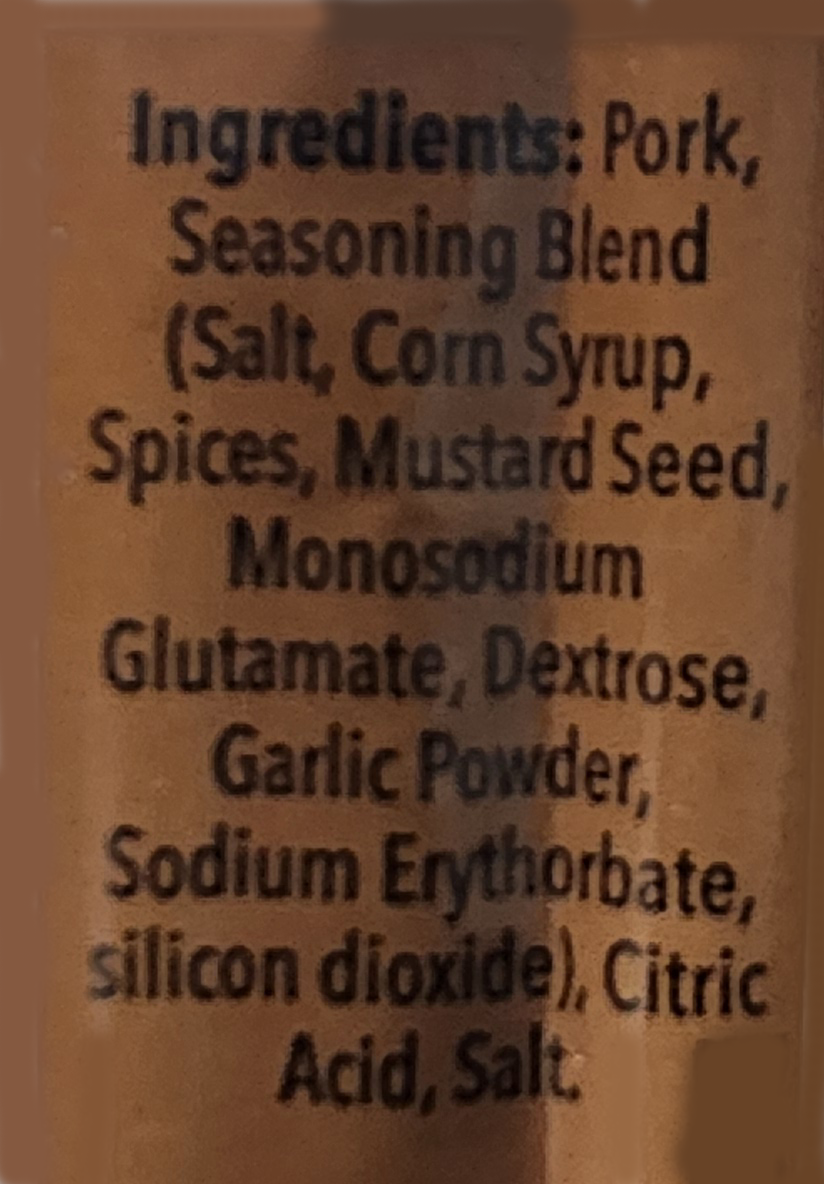 Ingredients: Pork,
Seasoning Blend
(Salt, Corn Syrup,
Spices, Mustard Seed,
Monosodium
Glutamate, Dextrose,
Garlic Powder,
Sodium Erythorbate,
silicon dioxide), Citric
Acid, Salt.